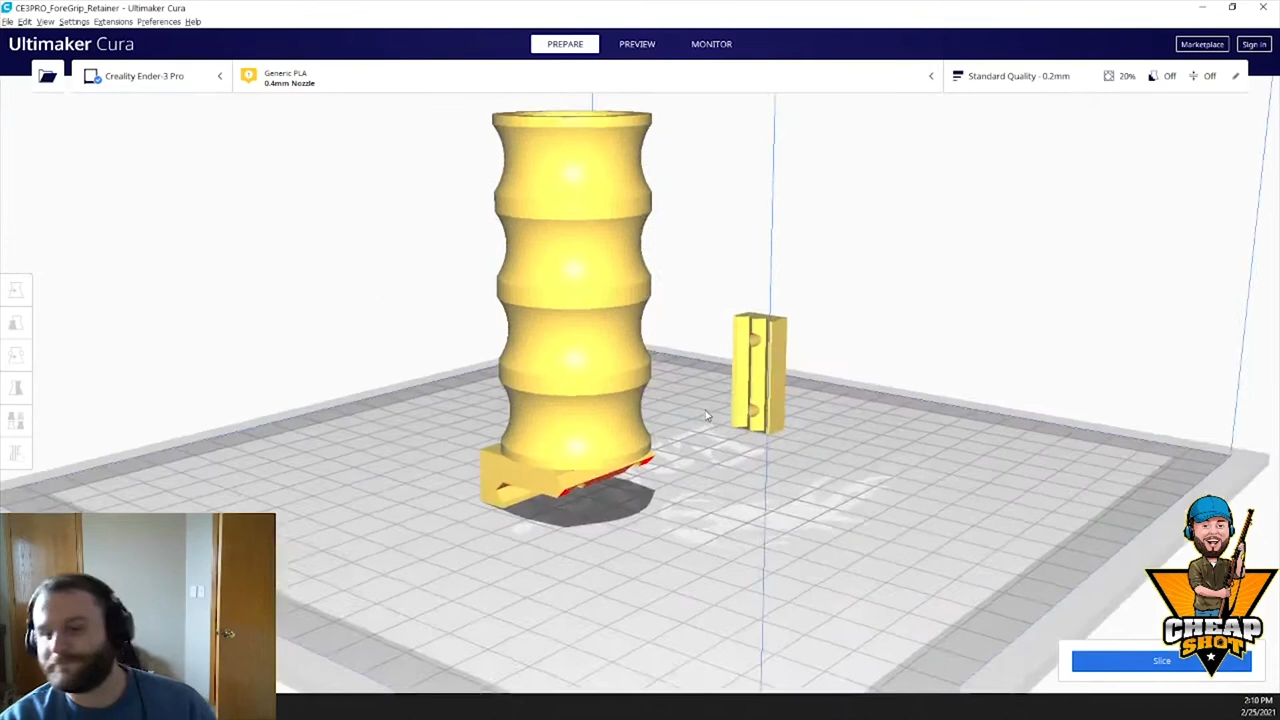 CE3PRO_ForeGrip_Retainer - Ultimaker Cura
File Edit View Settings Extensions Preferences Help
Ultimaker Cura
PREPARE
PREVIEW
MONITOR
Marketplace
Sign in
Creality Ender-3 Pro
Generic PLA
0.4mm Nozzle
Standard Quality - 0.2mm
20%
Off
Off
CHEAP
SHOT
Slice
2:10 PM
2/25/2021